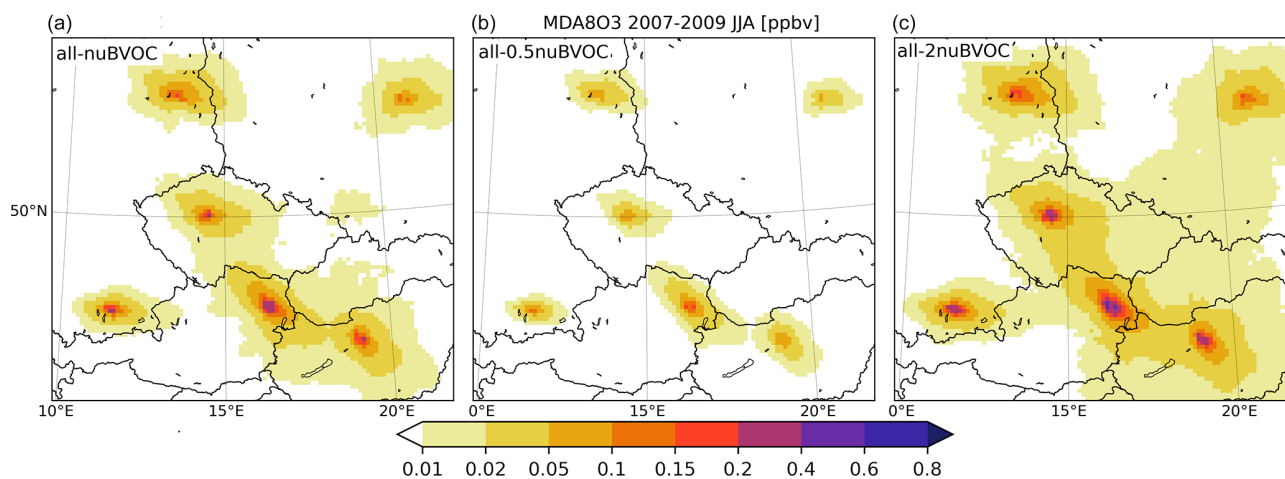 (a)
(b)
MDA8O3 2007-2009 JJA [ppbv]
(c)
all-nuBVOC
all-0.5nuBVOC
all-2nuBVOC
50°N
10°E
15°E
20°E
0°E
15°E
20°E
0°E
15°E
20°E
0.01
0.02
0.05
0.1
0.15
0.2
0.4
0.6
0.8